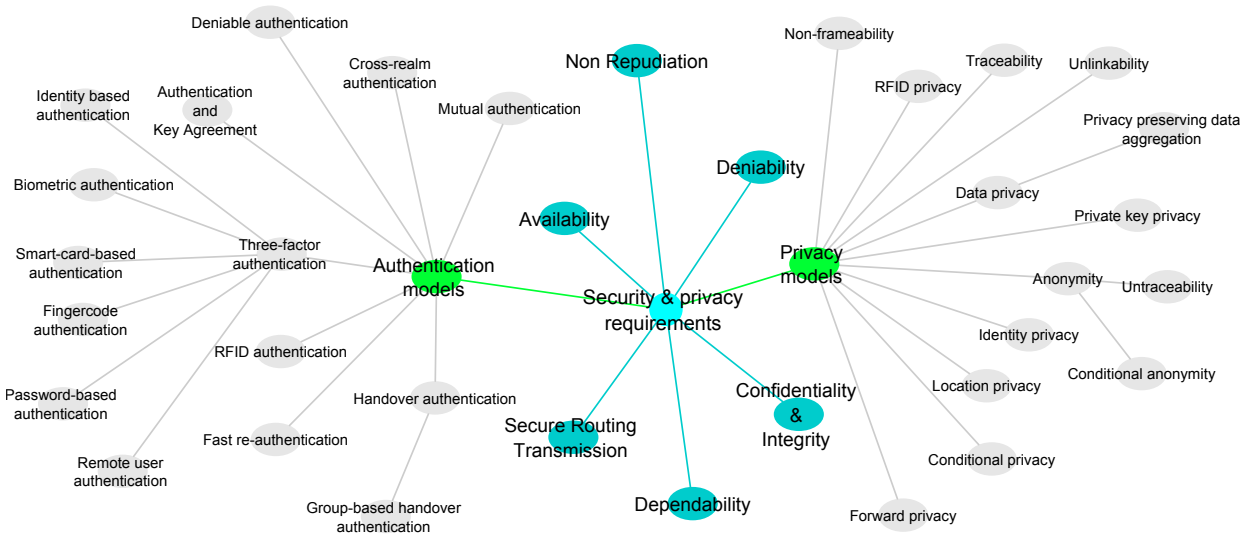 Deniable authentication
Cross-realm
authentication
Mutual authentication
Identity based
authentication
Authentication
and
Key Agreement
Biometric authentication
Three-factor
authentication
Smart-card-based
authentication
Fingercode
authentication
Password-based
authentication
Remote user
authentication
RFID authentication
Fast re-authentication
Handover authentication
Group-based handover
authentication
Authentication
models
Non Repudiation
Deniability
Availability
Security & privacy
requirements
Secure Routing
Transmission
Confidentiality
&
Integrity
Dependability
Privacy
models
Non-frameability
RFID privacy
Traceability
Unlinkability
Privacy preserving data
aggregation
Data privacy
Private key privacy
Anonymity
Untraceability
Conditional anonymity
Identity privacy
Location privacy
Conditional privacy
Forward privacy